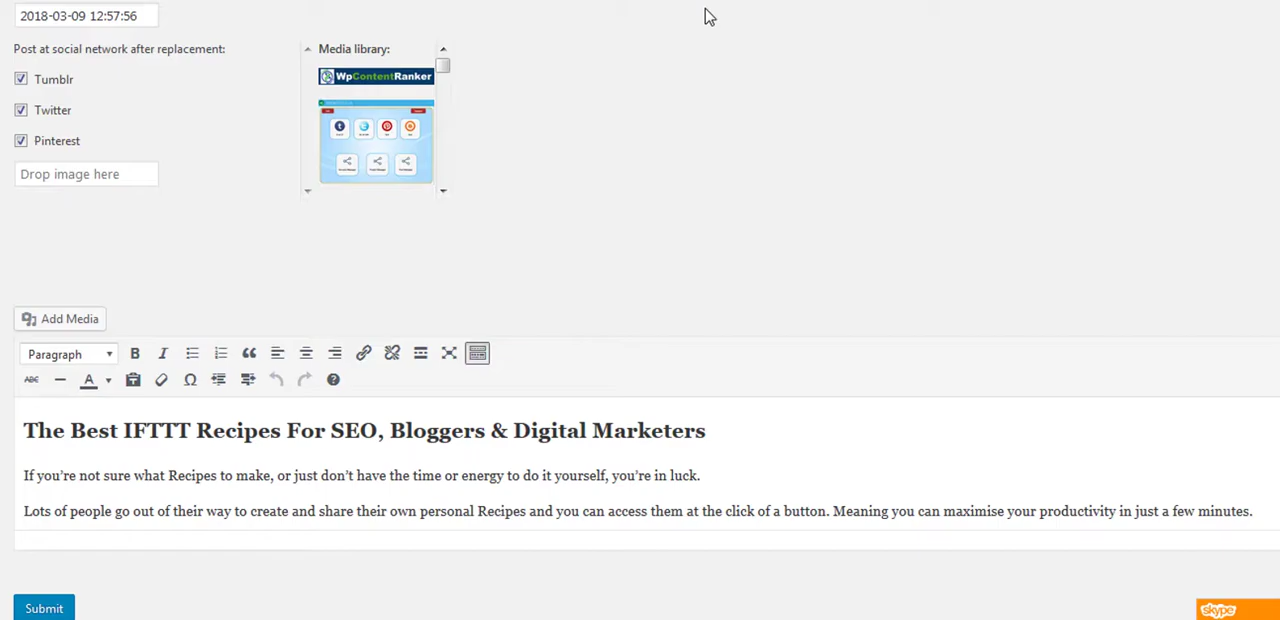 2018-03-09 12:57:56
Post at social network after replacement:
Media library:
WpContentRanker
Tumblr
Twitter
Pinterest
Drop image here
Add Media
Paragraph
B I
ABC A Ω
The Best IFTTT Recipes For SEO, Bloggers & Digital Marketers
If you’re not sure what Recipes to make, or just don’t have the time or energy to do it yourself, you’re in luck.
Lots of people go out of their way to create and share their own personal Recipes and you can access them at the click of a button. Meaning you can maximise your productivity in just a few minutes.
Submit
skype